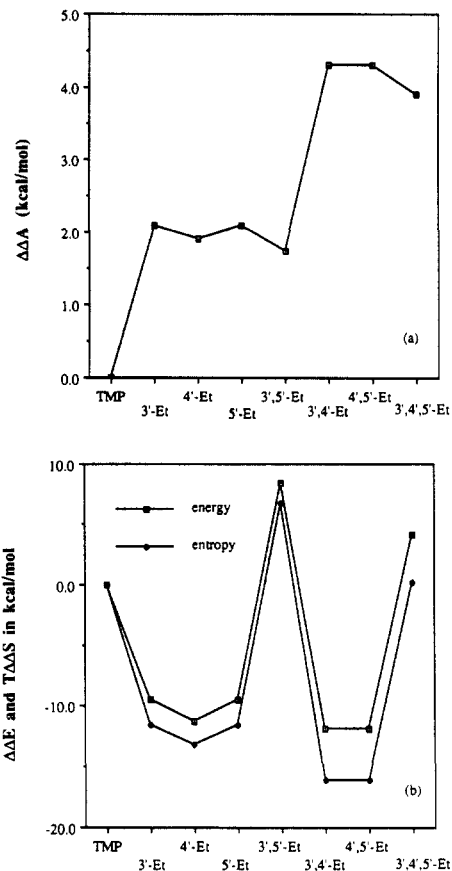 5.0
4.0
3.0
2.0
1.0
0.0
ΔΔA (kcal/mol)
(a)
TMP
3'-Et
4'-Et
5'-Et
3',5'-Et
3',4'-Et
4',5'-Et
3',4',5'-Et
10.0
0.0
-10.0
-20.0
ΔΔE and TΔΔS in kcal/mol
energy
entropy
(b)
TMP
3'-Et
4'-Et
5'-Et
3',5'-Et
3',4'-Et
4',5'-Et
3',4',5'-Et